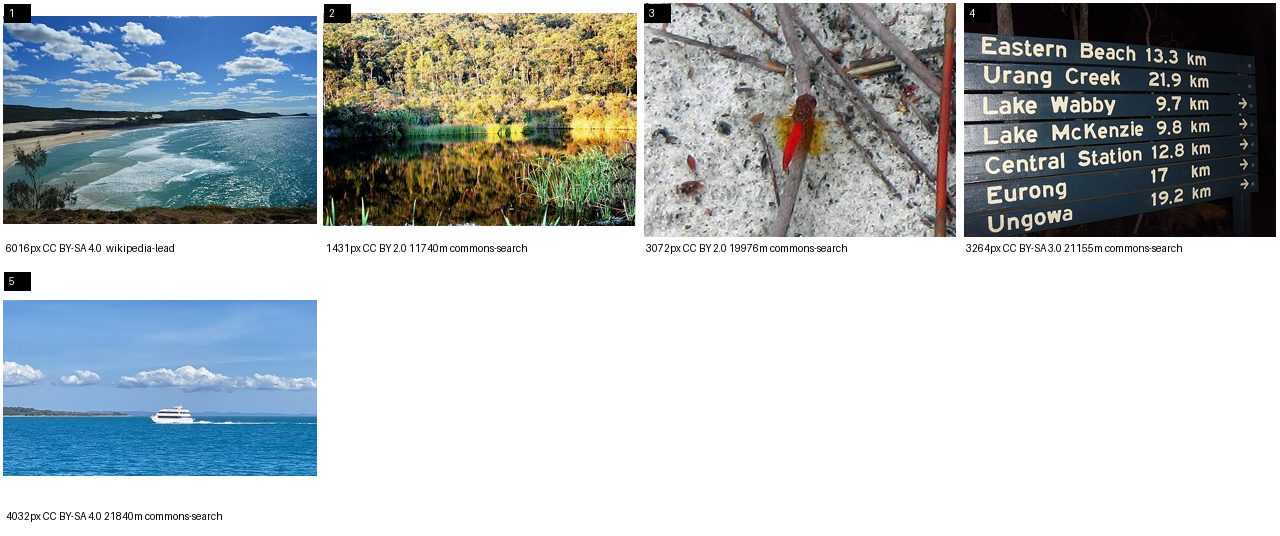 1
2
3
4
Eastern Beach 13.3 km
Urang Creek 21.9 km
Lake Wabby 9.7 km →
Lake McKenzie 9.8 km →
Central Station 12.8 km →
Eurong 17 km →
Ungowa 19.2 km
6016px CC BY-SA 4.0 wikipedia-lead
1431px CC BY 2.0 11740m commons-search
3072px CC BY 2.0 19976m commons-search
3264px CC BY-SA 3.0 21155m commons-search
5
4032px CC BY-SA 4.0 21840m commons-search